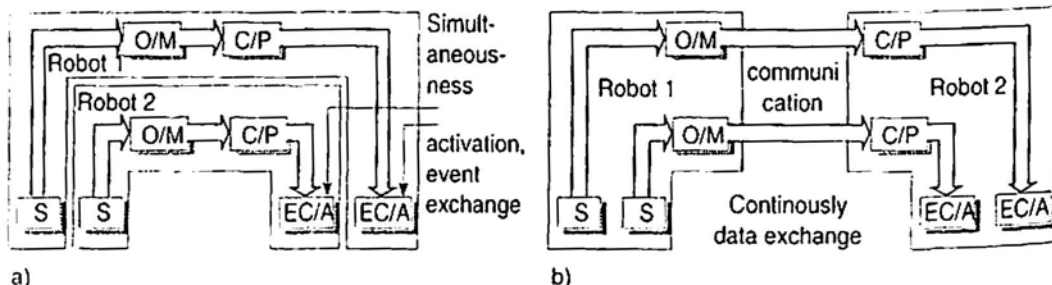 O/M C/P
Robot 1
Robot 2
O/M C/P
S S EC/A EC/A
Simult-
aneous-
ness
activation,
event
exchange
a)
O/M C/P
communi
cation
Robot 1 Robot 2
O/M C/P
S S EC/A EC/A
Continously
data exchange
b)